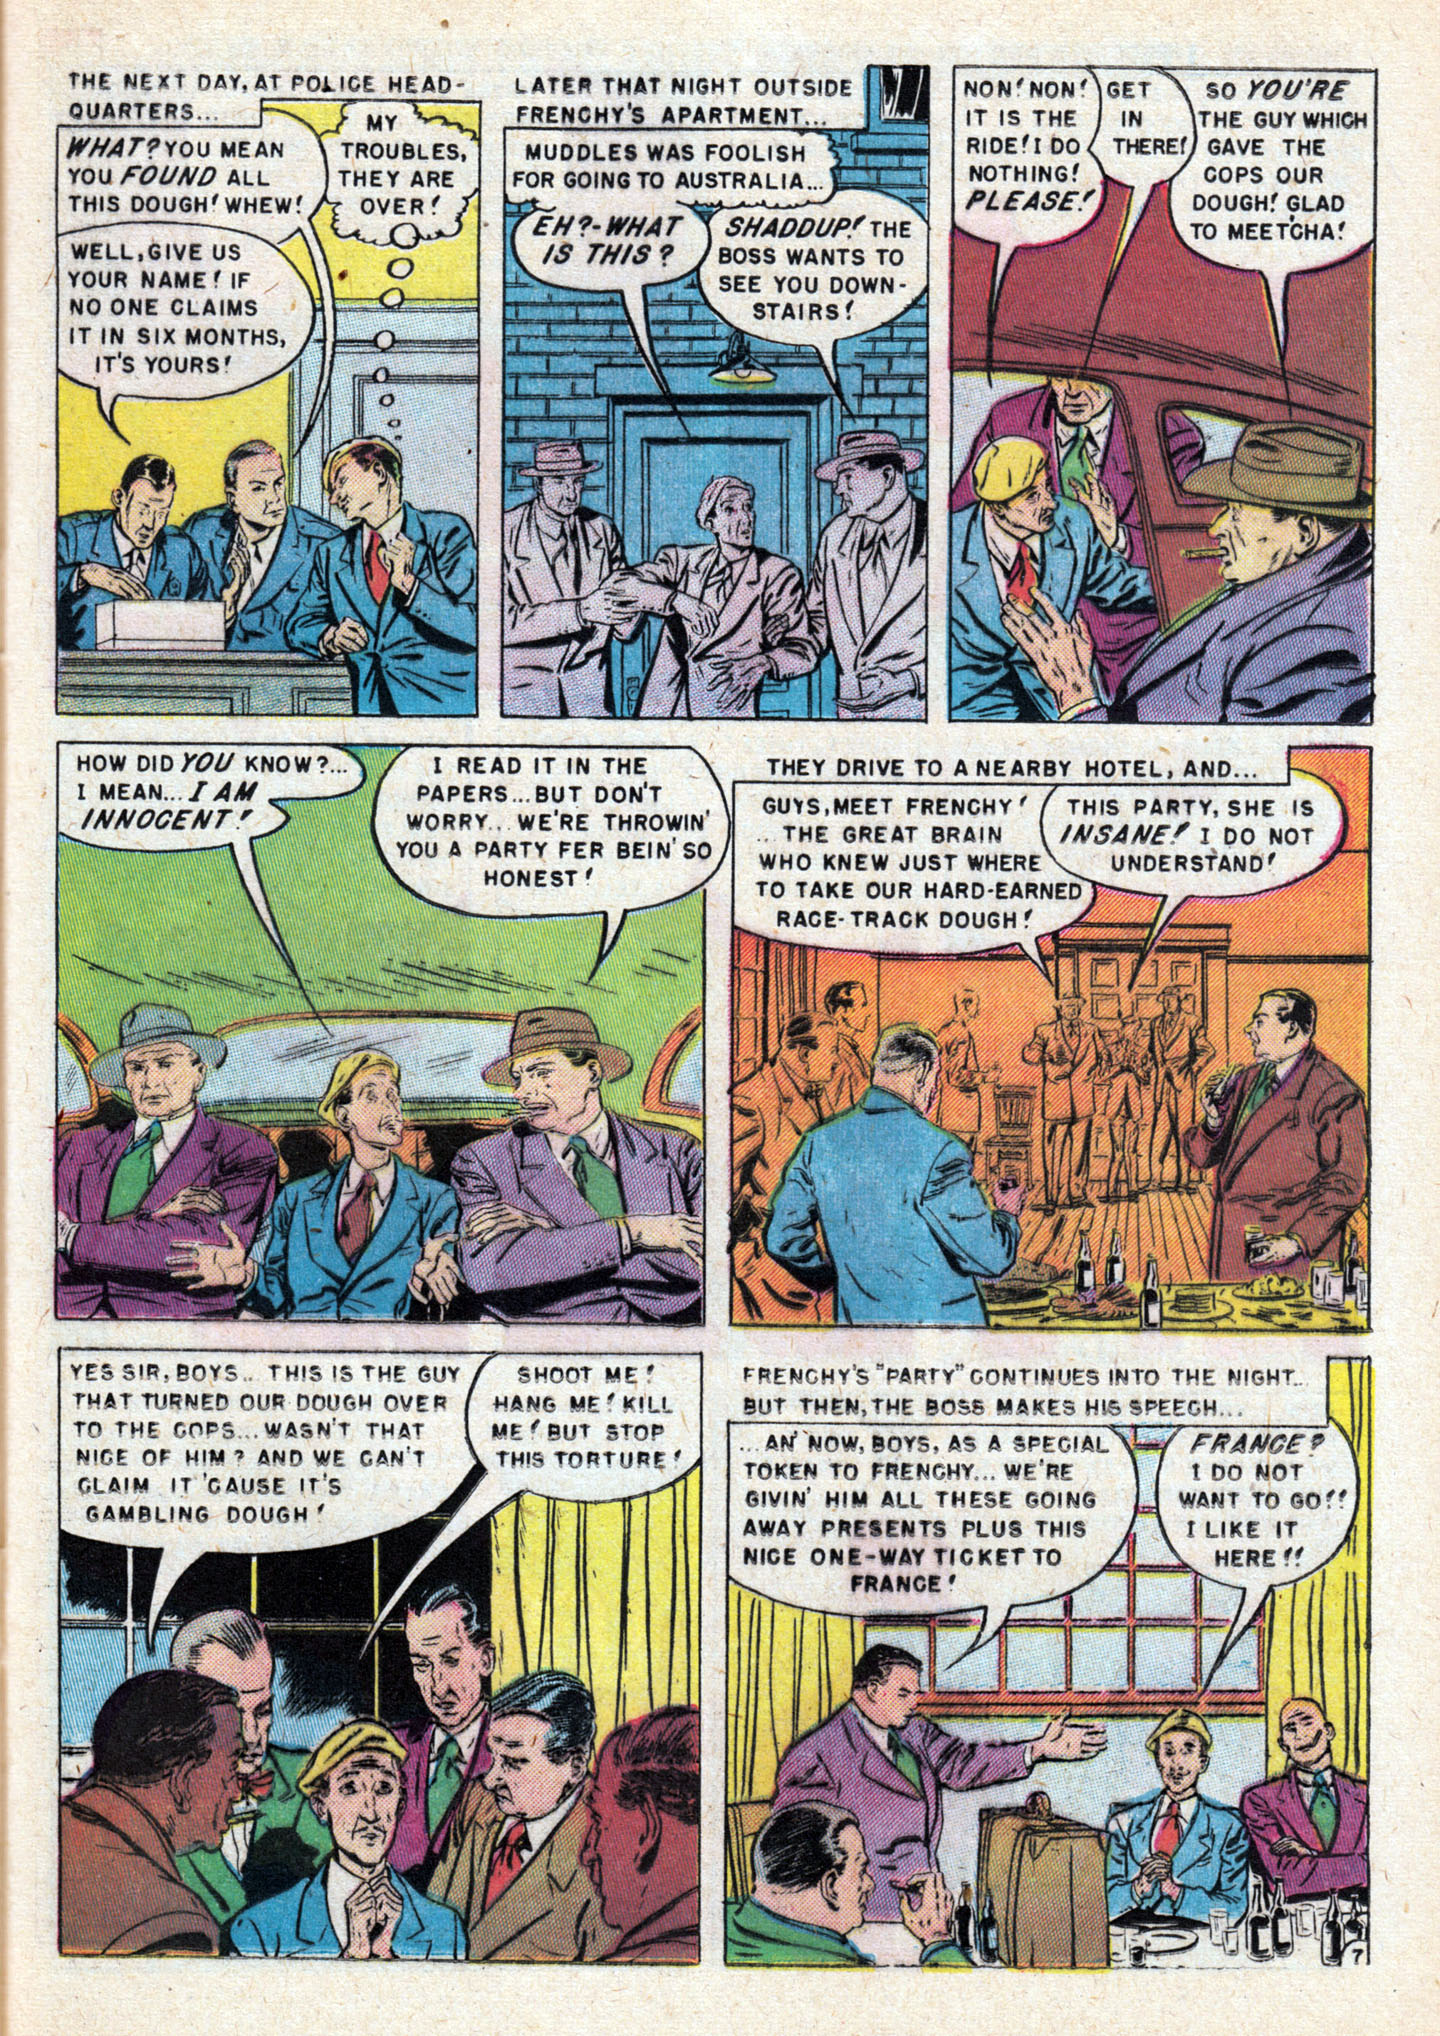 THE NEXT DAY, AT POLICE HEAD-
QUARTERS...
WHAT? YOU MEAN
YOU FOUND ALL
THIS DOUGH! WHEW!
MY
TROUBLES,
THEY ARE
OVER!
WELL, GIVE US
YOUR NAME! IF
NO ONE CLAIMS
IT IN SIX MONTHS,
IT'S YOURS!
LATER THAT NIGHT OUTSIDE
FRENCHY'S APARTMENT...
MUDDLES WAS FOOLISH
FOR GOING TO AUSTRALIA...
EH?-WHAT
IS THIS?
SHADDUP! THE
BOSS WANTS TO
SEE YOU DOWN-
STAIRS!
NON! NON!
IT IS THE
RIDE! I DO
NOTHING!
PLEASE!
GET
IN
THERE!
SO YOU'RE
THE GUY WHICH
GAVE THE
COPS OUR
DOUGH! GLAD
TO MEETCHA!
HOW DID YOU KNOW?...
I MEAN... I AM
INNOCENT!
I READ IT IN THE
PAPERS... BUT DON'T
WORRY... WE'RE THROWIN'
YOU A PARTY FER BEIN' SO
HONEST!
THEY DRIVE TO A NEARBY HOTEL, AND...
GUYS, MEET FRENCHY!
...THE GREAT BRAIN
WHO KNEW JUST WHERE
TO TAKE OUR HARD-EARNED
RACE-TRACK DOUGH!
THIS PARTY, SHE IS
INSANE! I DO NOT
UNDERSTAND!
YES SIR, BOYS.. THIS IS THE GUY
THAT TURNED OUR DOUGH OVER
TO THE COPS... WASN'T THAT
NICE OF HIM? AND WE CAN'T
CLAIM IT 'CAUSE IT'S
GAMBLING DOUGH!
SHOOT ME!
HANG ME! KILL
ME! BUT STOP
THIS TORTURE!
FRENCHY'S "PARTY" CONTINUES INTO THE NIGHT...
BUT THEN, THE BOSS MAKES HIS SPEECH...
...AN' NOW, BOYS, AS A SPECIAL
TOKEN TO FRENCHY... WE'RE
GIVIN' HIM ALL THESE GOING
AWAY PRESENTS PLUS THIS
NICE ONE-WAY TICKET TO
FRANCE!
FRANCE?
I DO NOT
WANT TO GO!!
I LIKE IT
HERE!!
7